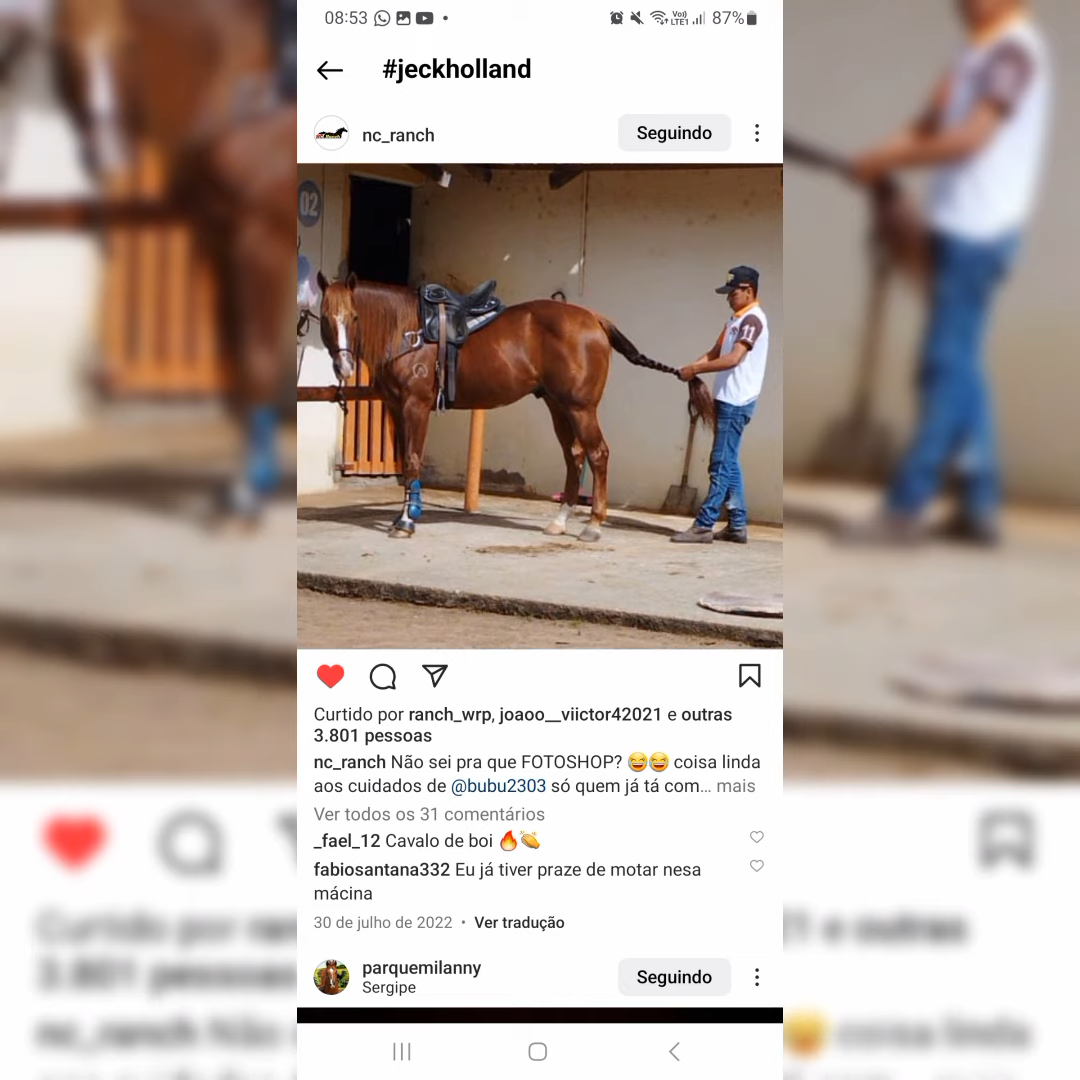 08:53
Vo))
LTE1
87%
#jeckholland
nc_ranch
Seguindo
02
11
Curtido por ranch_wrp, joaoo__viictor42021 e outras
3.801 pessoas
nc_ranch Não sei pra que FOTOSHOP? 😂😂 coisa linda
aos cuidados de @bubu2303 só quem já tá com... mais
Ver todos os 31 comentários
_fael_12 Cavalo de boi 🔥👏
fabiosantana332 Eu já tiver praze de motar nesa
mácina
30 de julho de 2022 • Ver tradução
parquemilanny
Seguindo
Sergipe